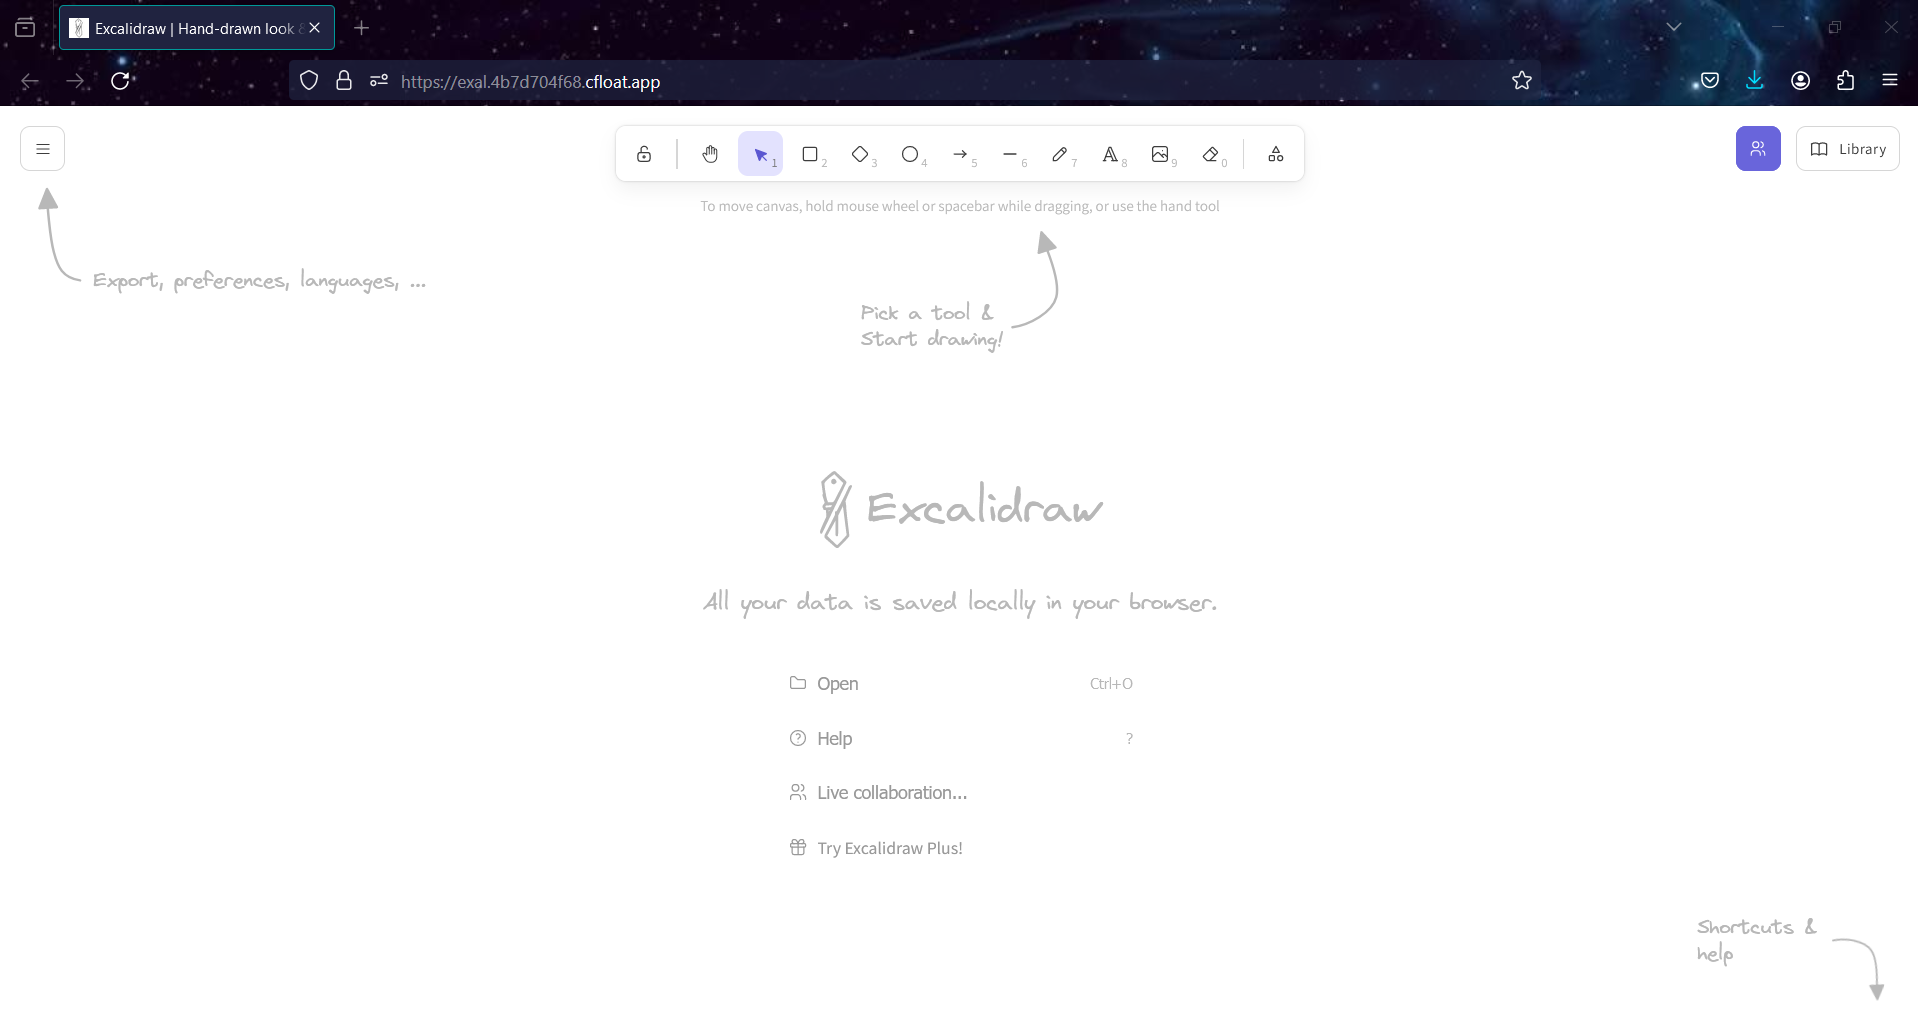 Excalidraw | Hand-drawn look &
https://exal.4b7d704f68.cfloat.app
1
2
3
4
5
6
7
A 8
9
0
Library
To move canvas, hold mouse wheel or spacebar while dragging, or use the hand tool
Export, preferences, languages, ...
Pick a tool &
Start drawing!
Excalidraw
All your data is saved locally in your browser.
Open Ctrl+O
Help ?
Live collaboration...
Try Excalidraw Plus!
Shortcuts &
help